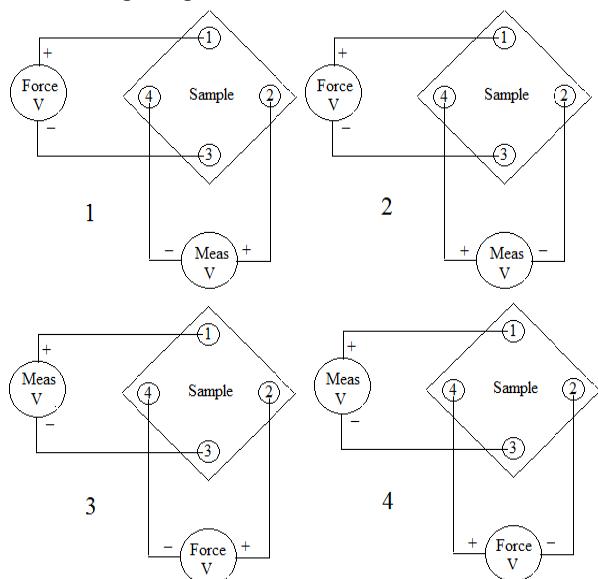 1
+
Force
V
4
Sample
2
−
3
1
− Meas +
V
1
+
Force
V
4
Sample
2
−
3
2
+ Meas −
V
1
+
Meas
V
4
Sample
2
−
3
3
− Force +
V
1
+
Meas
V
4
Sample
2
−
3
4
+ Force −
V